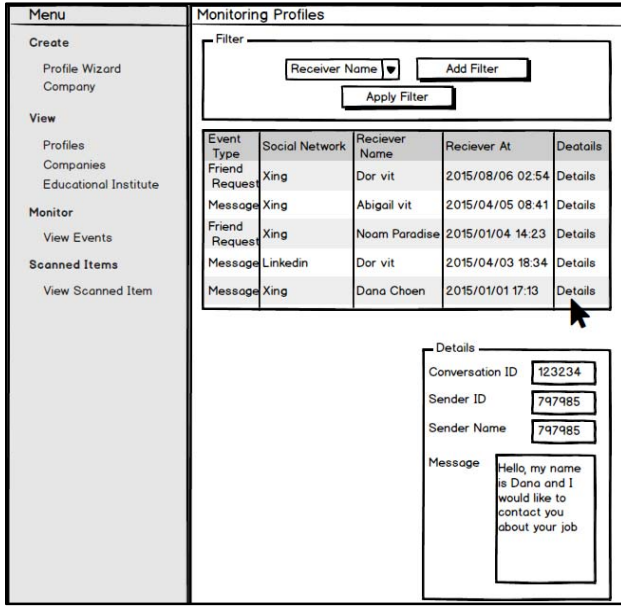 Menu
Create
Profile Wizard
Company
View
Profiles
Companies
Educational Institute
Monitor
View Events
Scanned Items
View Scanned Item
Monitoring Profiles
Filter
Receiver Name Add Filter
Apply Filter
Event Type Social Network Reciever Name Reciever At Deatails
Friend Request Xing Dor vit 2015/08/06 02:54 Details
Message Xing Abigail vit 2015/04/05 08:41 Details
Friend Request Xing Noam Paradise 2015/01/04 14:23 Details
Message Linkedin Dor vit 2015/04/03 18:34 Details
Message Xing Dana Choen 2015/01/01 17:13 Details
Details
Conversation ID 123234
Sender ID 797985
Sender Name 797985
Message
Hello, my name
is Dana and I
would like to
contact you
about your job